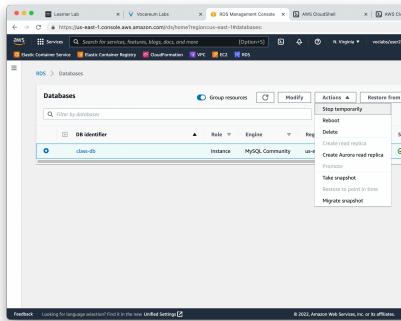 Learner Lab
Vocareum Labs
RDS Management Console
AWS CloudShell
AWS Cl
https://us-east-1.console.aws.amazon.com/rds/home?region=us-east-1#databases:
aws
Services
Search for services, features, blogs, docs, and more
[Option+S]
N. Virginia
Elastic Container Service
Elastic Container Registry
CloudFormation
VPC
EC2
RDS
RDS > Databases
Databases
Group resources
Modify
Actions
Restore from
Filter by databases
DB identifier
Role
Engine
Reg
S
class-db
Instance
MySQL Community
us-e
Stop temporarily
Reboot
Delete
Create read replica
Create Aurora read replica
Promote
Take snapshot
Restore to point in time
Migrate snapshot
Feedback
Looking for language selection? Find it in the new Unified Settings
© 2022, Amazon Web Services, Inc. or its affiliates.